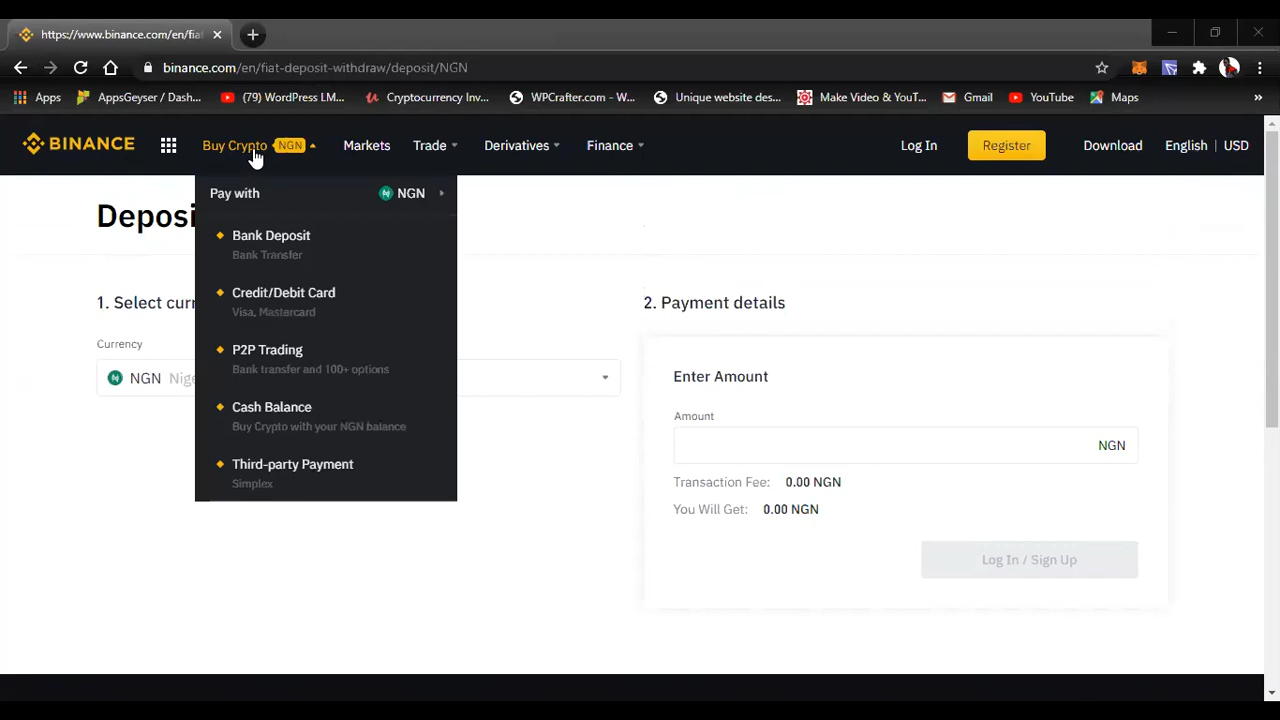 https://www.binance.com/en/fiat
binance.com/en/fiat-deposit-withdraw/deposit/NGN
Apps
AppsGeyser / Dash...
(79) WordPress LM...
Cryptocurrency Inv...
WPCrafter.com - W...
Unique website des...
Make Video & YouT...
Gmail
YouTube
Maps
BINANCE
Buy Crypto NGN
Markets
Trade
Derivatives
Finance
Log In
Register
Download
English | USD
Pay with NGN
Bank Deposit
Bank Transfer
Credit/Debit Card
Visa, Mastercard
P2P Trading
Bank transfer and 100+ options
Cash Balance
Buy Crypto with your NGN balance
Third-party Payment
Simplex
Deposi
1. Select curr
Currency
NGN Nige
2. Payment details
Enter Amount
Amount
NGN
Transaction Fee: 0.00 NGN
You Will Get: 0.00 NGN
Log In / Sign Up